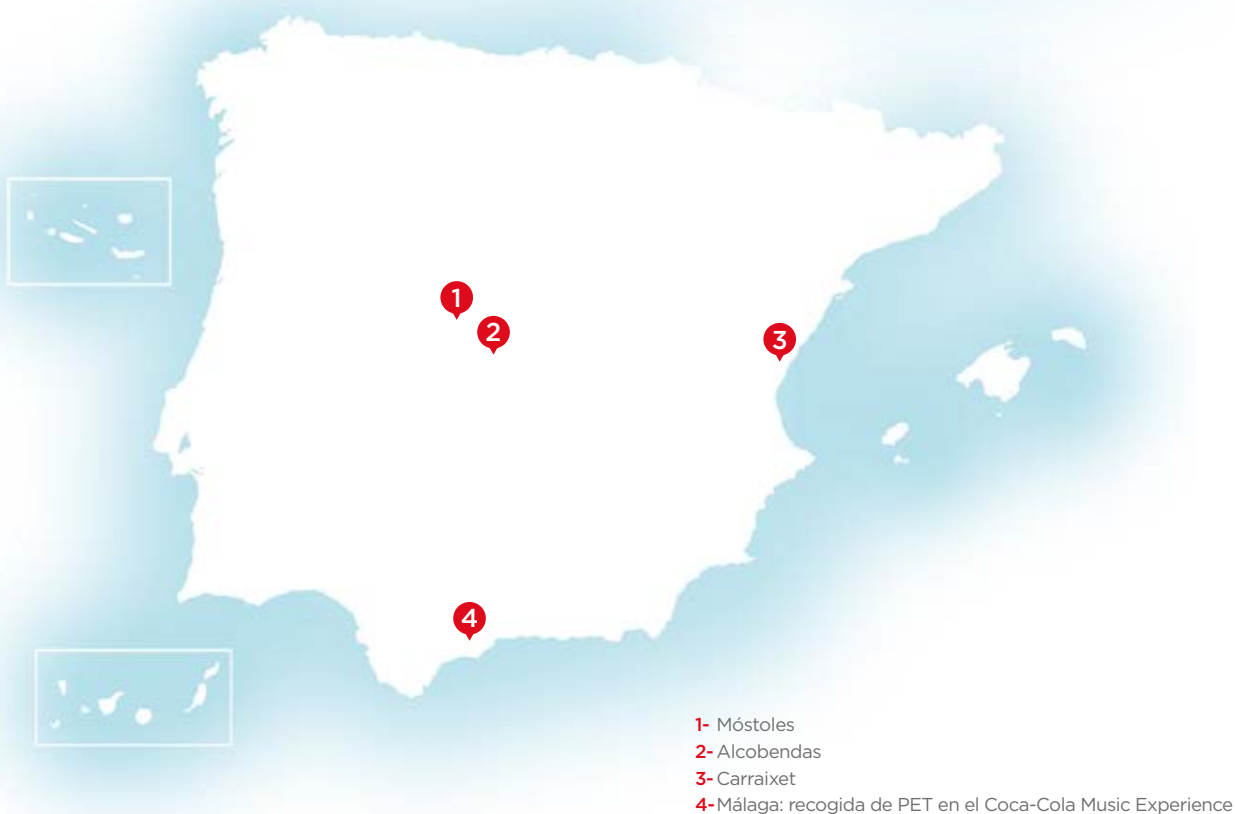 1
2
3
4
1- Móstoles
2- Alcobendas
3- Carraixet
4- Málaga: recogida de PET en el Coca-Cola Music Experience